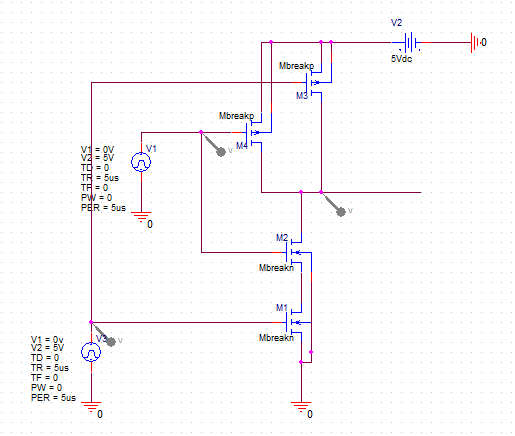 V2
0
5Vdc
Mbreakp
M3
Mbreakp
M4
V1 = 0V
V2 = 5V
TD = 0
TR = 5us
TF = 0
PW = 0
PER = 5us
V1
V
0
V
M2
Mbreakn
M1
Mbreakn
V1 = 0v
V2 = 5V
TD = 0
TR = 5us
TF = 0
PW = 0
PER = 5us
V3
V
0
0